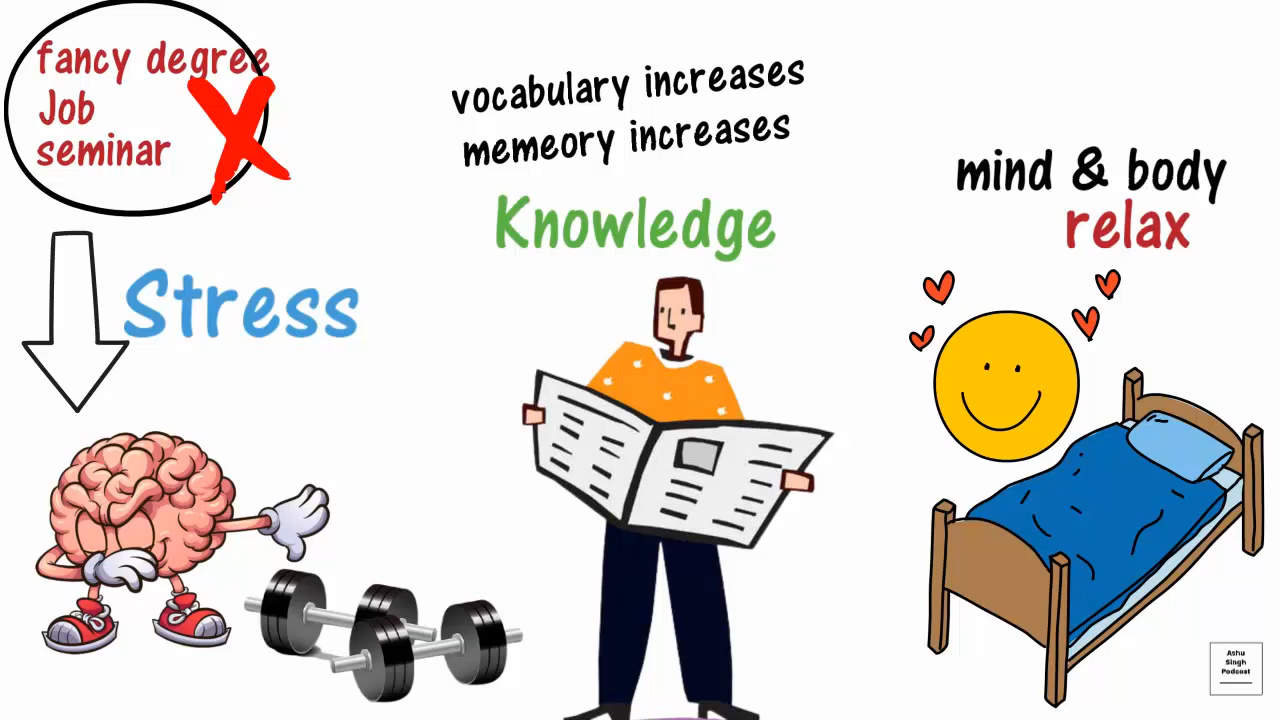 fancy degree
Job
seminar
Stress
vocabulary increases
memeory increases
Knowledge
mind & body
relax
Ashu
Singh
Podcast